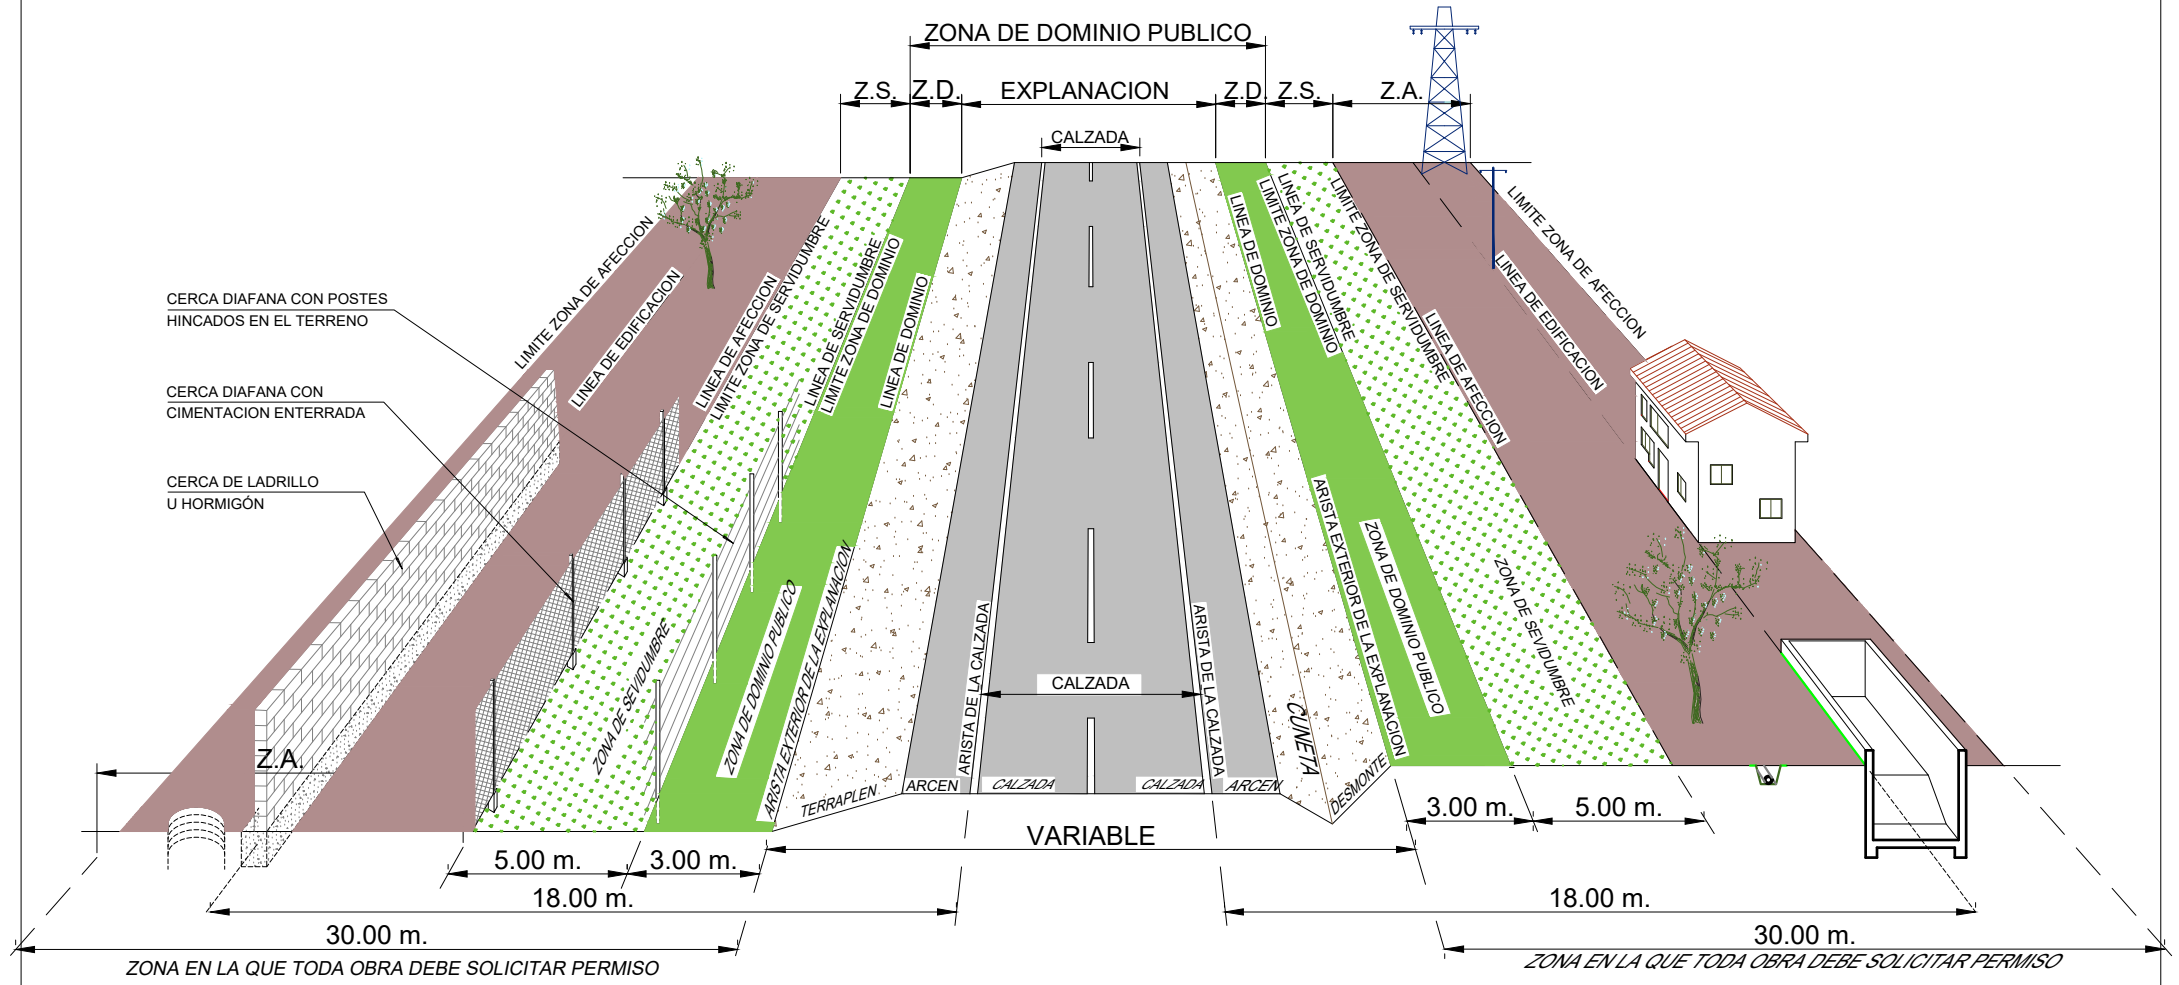 ZONA DE DOMINIO PUBLICO
Z.S.
Z.D.
EXPLANACION
Z.D.
Z.S.
Z.A.
CALZADA
LIMITE ZONA DE AFECCION
LINEA DE EDIFICACION
LINEA DE AFECCION
LIMITE ZONA DE SERVIDUMBRE
LINEA DE SERVIDUMBRE
LIMITE ZONA DE DOMINIO
LINEA DE DOMINIO
LINEA DE DOMINIO
LIMITE ZONA DE DOMINIO
LINEA DE SERVIDUMBRE
LIMITE ZONA DE SERVIDUMBRE
LINEA DE AFECCION
LINEA DE EDIFICACION
LIMITE ZONA DE AFECCION
CERCA DIAFANA CON POSTES
HINCADOS EN EL TERRENO
CERCA DIAFANA CON
CIMENTACION ENTERRADA
CERCA DE LADRILLO
U HORMIGÓN
ZONA DE SEVIDUMBRE
ZONA DE DOMINIO PUBLICO
ARISTA EXTERIOR DE LA EXPLANACION
ARISTA DE LA CALZADA
CALZADA
ARISTA DE LA CALZADA
CUNETA
ARISTA EXTERIOR DE LA EXPLANACION
ZONA DE DOMINIO PUBLICO
ZONA DE SEVIDUMBRE
Z.A.
TERRAPLEN
ARCEN
CALZADA
CALZADA
ARCEN
DESMONTE
VARIABLE
3.00 m.
5.00 m.
5.00 m.
3.00 m.
18.00 m.
18.00 m.
30.00 m.
30.00 m.
ZONA EN LA QUE TODA OBRA DEBE SOLICITAR PERMISO
ZONA EN LA QUE TODA OBRA DEBE SOLICITAR PERMISO